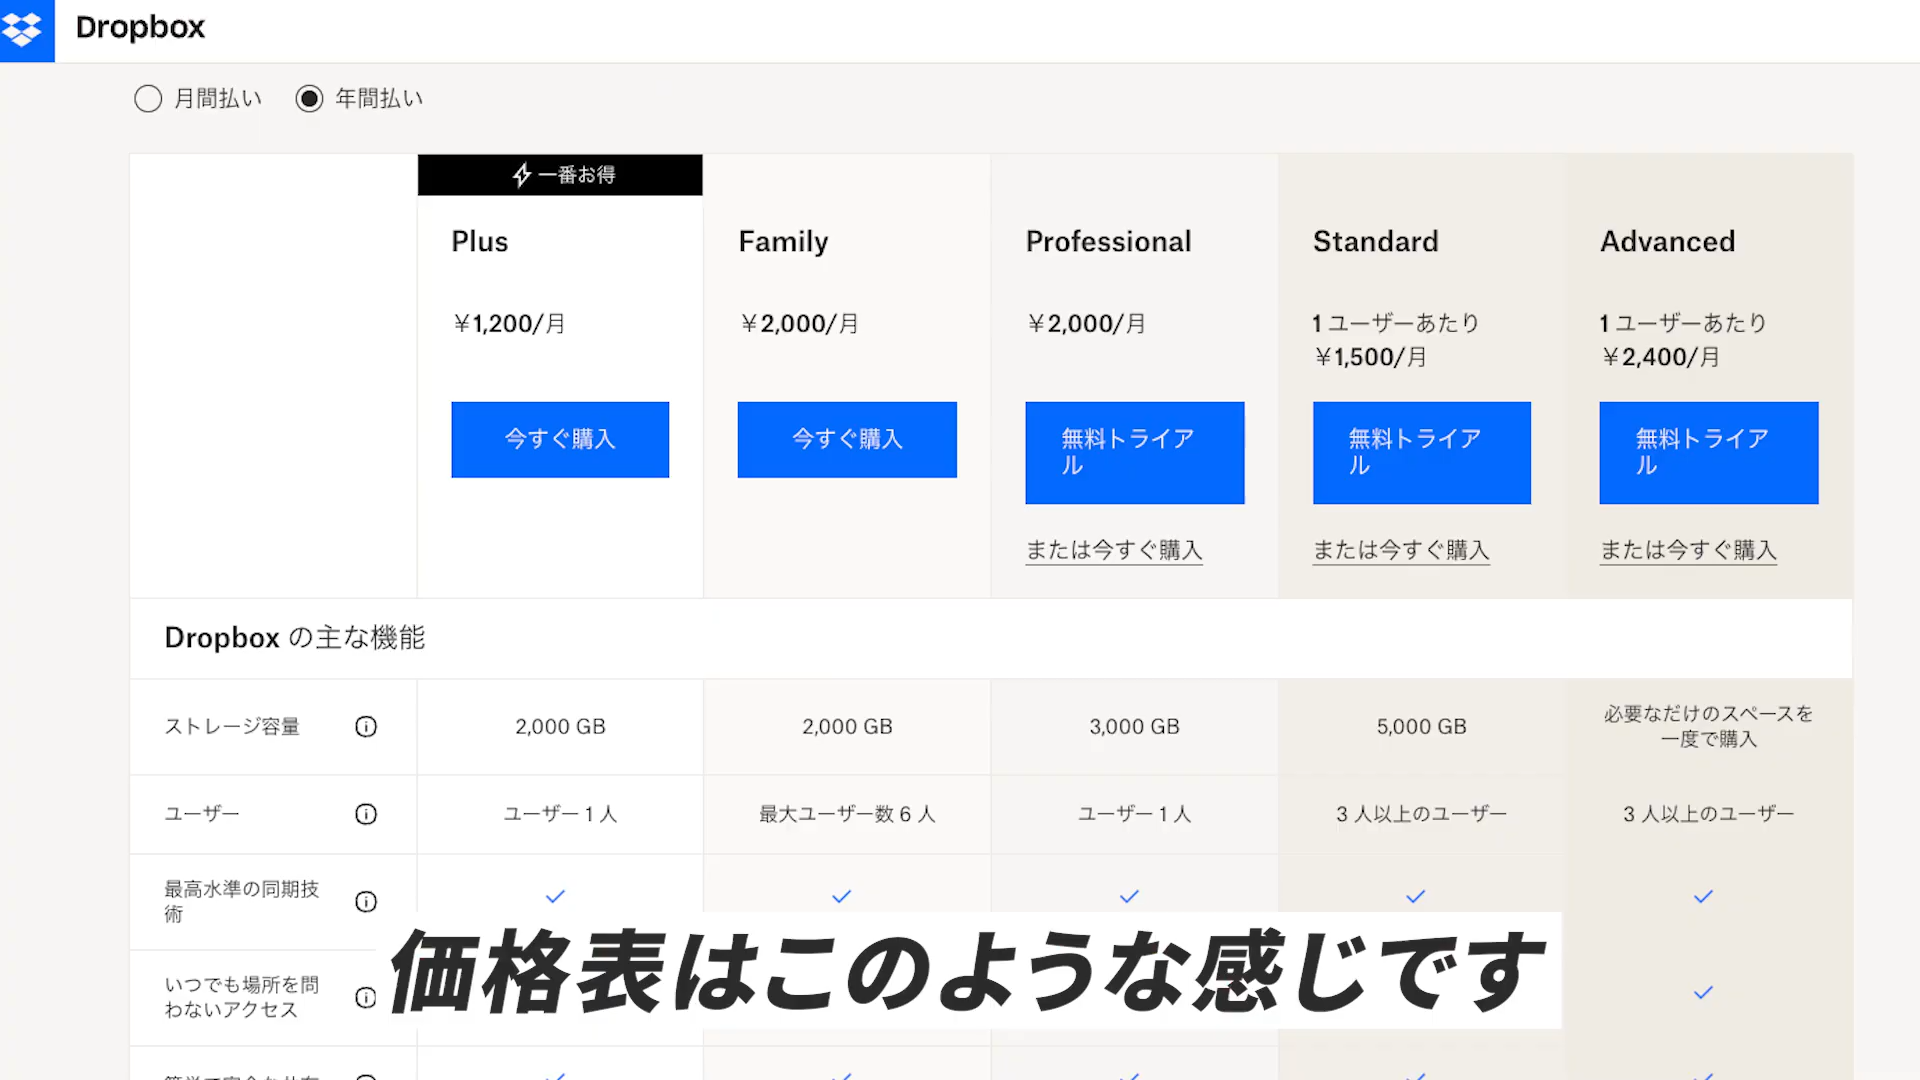 Dropbox
月間払い 年間払い
一番お得
Plus Family Professional Standard Advanced
¥1,200/月 ¥2,000/月 ¥2,000/月 1 ユーザーあたり 1 ユーザーあたり
¥1,500/月 ¥2,400/月
今すぐ購入 今すぐ購入 無料トライア 無料トライア 無料トライア
ル ル ル
または今すぐ購入 または今すぐ購入 または今すぐ購入
Dropbox の主な機能
ストレージ容量 2,000 GB 2,000 GB 3,000 GB 5,000 GB 必要なだけのスペースを
一度で購入
ユーザー ユーザー 1 人 最大ユーザー数 6 人 ユーザー 1 人 3 人以上のユーザー 3 人以上のユーザー
最高水準の同期技
術
いつでも場所を問
わないアクセス
価格表はこのような感じです